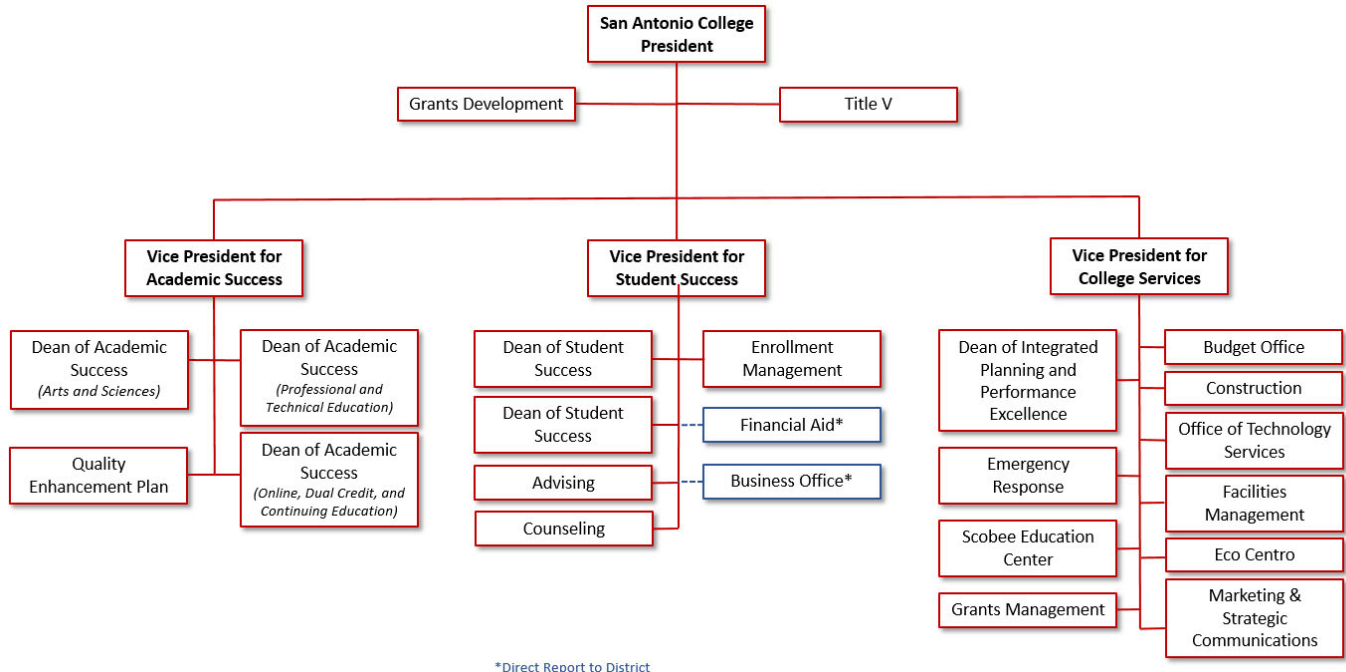 San Antonio College
President
Grants Development
Title V
Vice President for
Academic Success
Dean of Academic
Success
(Arts and Sciences)
Dean of Academic
Success
(Professional and
Technical Education)
Quality
Enhancement Plan
Dean of Academic
Success
(Online, Dual Credit, and
Continuing Education)
Vice President for
Student Success
Dean of Student
Success
Enrollment
Management
Dean of Student
Success
Financial Aid*
Advising
Business Office*
Counseling
Vice President for
College Services
Dean of Integrated
Planning and
Performance
Excellence
Budget Office
Construction
Office of Technology
Services
Emergency
Response
Facilities
Management
Scobee Education
Center
Eco Centro
Grants Management
Marketing &
Strategic
Communications
*Direct Report to District